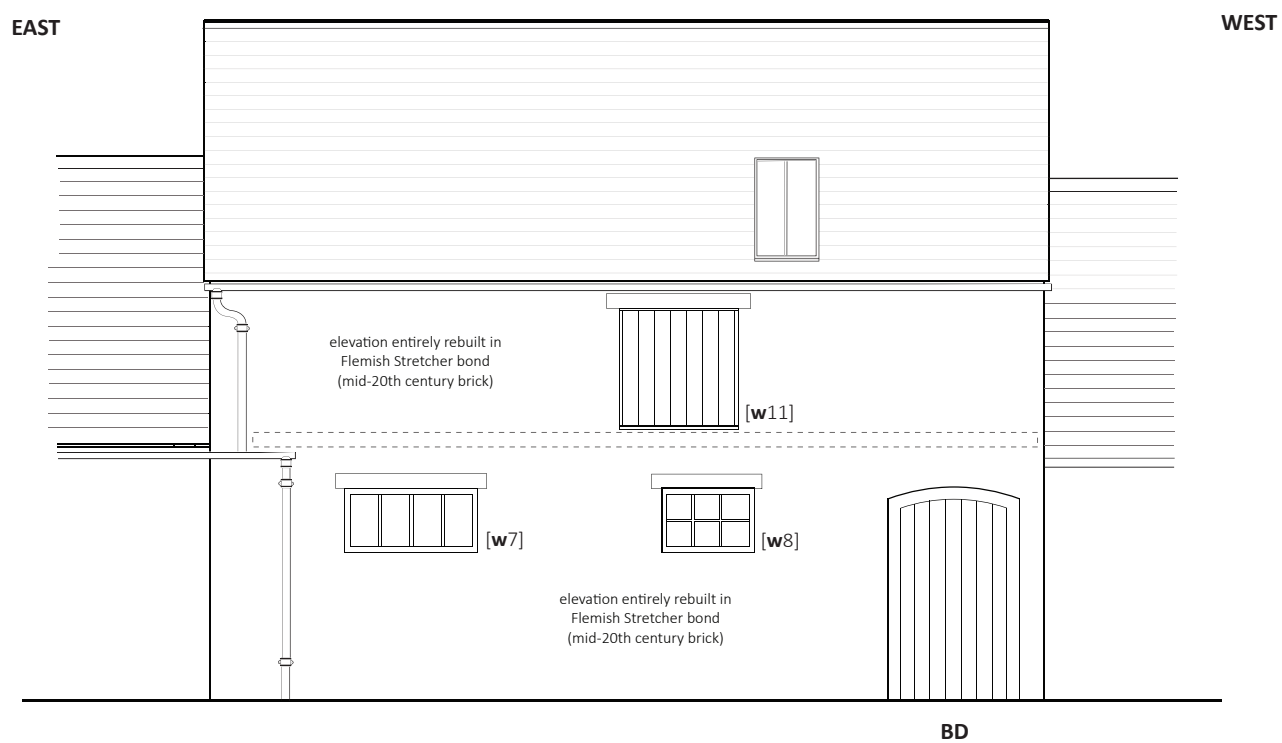 EAST
WEST
elevation entirely rebuilt in
Flemish Stretcher bond
(mid-20th century brick)
[w11]
[w7]
[w8]
elevation entirely rebuilt in
Flemish Stretcher bond
(mid-20th century brick)
BD